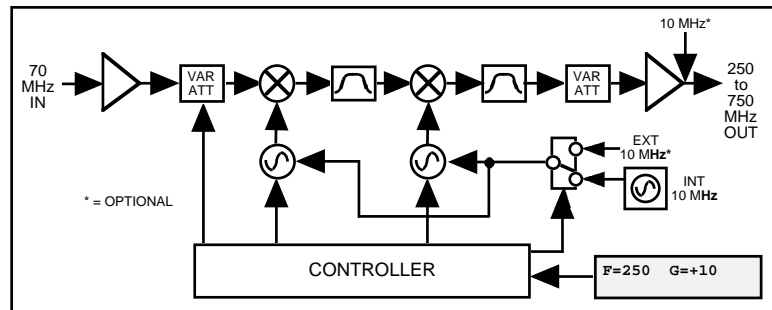 10 MHz*
70
MHz
IN
VAR
ATT
VAR
ATT
250
to
750
MHz
OUT
EXT
10 MHz*
INT
10 MHz
* = OPTIONAL
CONTROLLER
F=250 G=+10